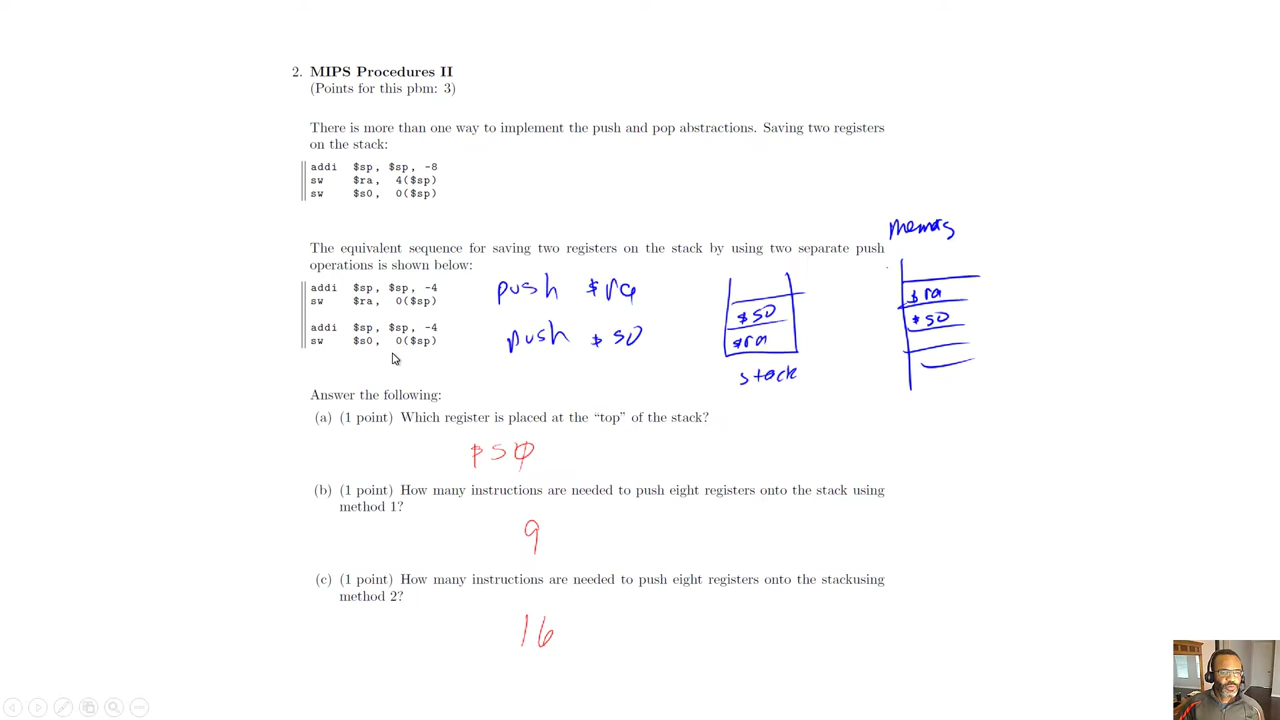 2. MIPS Procedures II
(Points for this pbm: 3)
There is more than one way to implement the push and pop abstractions. Saving two registers
on the stack:
addi $sp, $sp, -8
sw $ra, 4($sp)
sw $s0, 0($sp)
memory
The equivalent sequence for saving two registers on the stack by using two separate push
operations is shown below:
addi $sp, $sp, -4
sw $ra, 0($sp)
addi $sp, $sp, -4
sw $s0, 0($sp)
push $ra
push $s0
$s0
$ra
stack
$ra
$s0
Answer the following:
(a) (1 point) Which register is placed at the “top” of the stack?
$s0
(b) (1 point) How many instructions are needed to push eight registers onto the stack using
method 1?
9
(c) (1 point) How many instructions are needed to push eight registers onto the stackusing
method 2?
16